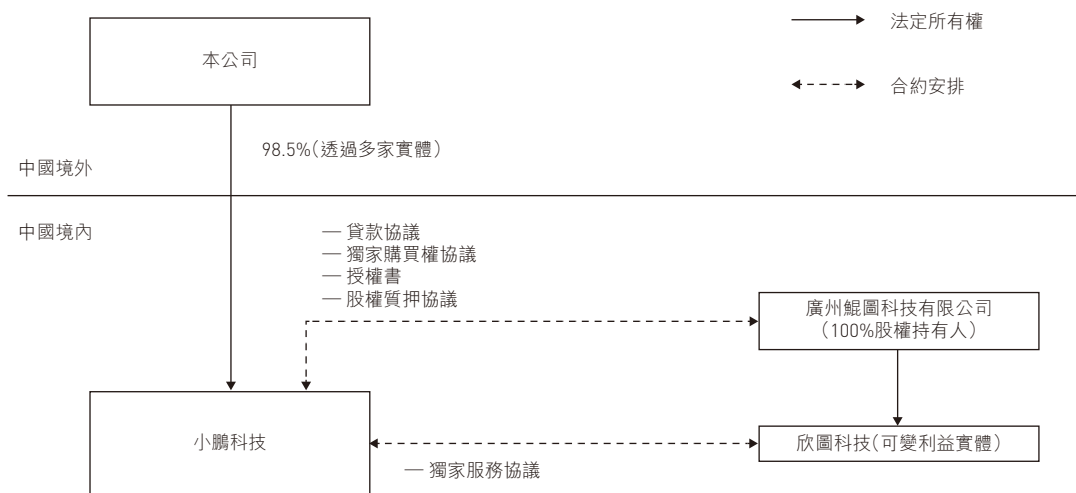 法定所有權
本公司
合約安排
98.5%(透過多家實體)
中國境外
中國境內
— 貸款協議
— 獨家購買權協議
— 授權書
— 股權質押協議
廣州鯤圖科技有限公司
(100%股權持有人)
小鵬科技
欣圖科技(可變利益實體)
— 獨家服務協議